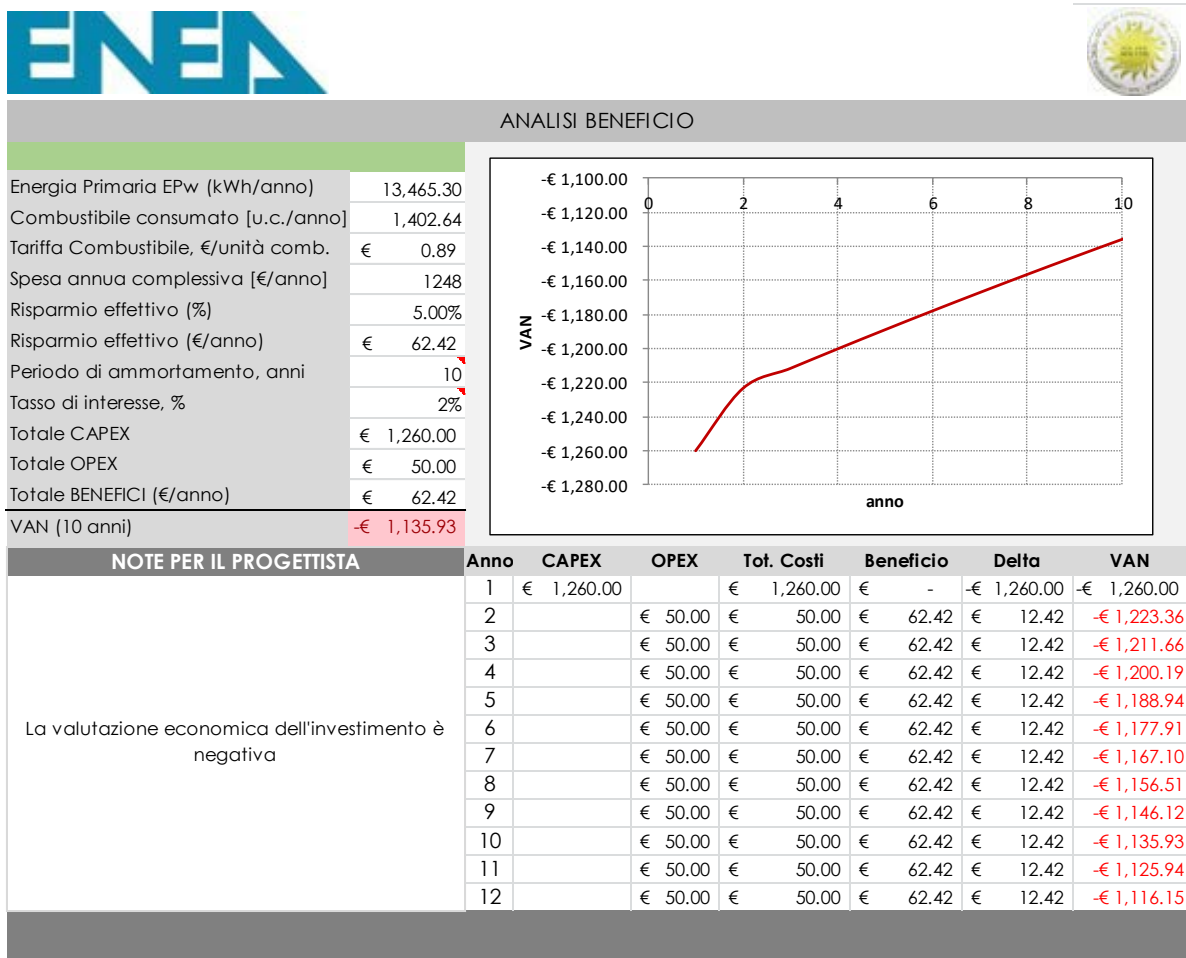 ENEA
ANALISI BENEFICIO
Energia Primaria EPw (kWh/anno) 13,465.30
Combustibile consumato [u.c./anno] 1,402.64
Tariffa Combustibile, €/unità comb. € 0.89
Spesa annua complessiva [€/anno] 1248
Risparmio effettivo (%) 5.00%
Risparmio effettivo (€/anno) € 62.42
Periodo di ammortamento, anni 10
Tasso di interesse, % 2%
Totale CAPEX € 1,260.00
Totale OPEX € 50.00
Totale BENEFICI (€/anno) € 62.42
VAN (10 anni) -€ 1,135.93
-€ 1,100.00
-€ 1,120.00
-€ 1,140.00
-€ 1,160.00
-€ 1,180.00
-€ 1,200.00
-€ 1,220.00
-€ 1,240.00
-€ 1,260.00
-€ 1,280.00
0 2 4 6 8 10
VAN
anno
NOTE PER IL PROGETTISTA
La valutazione economica dell'investimento è
negativa
Anno CAPEX OPEX Tot. Costi Beneficio Delta VAN
1 € 1,260.00 € 1,260.00 € - -€ 1,260.00 -€ 1,260.00
2 € 50.00 € 50.00 € 62.42 € 12.42 -€ 1,223.36
3 € 50.00 € 50.00 € 62.42 € 12.42 -€ 1,211.66
4 € 50.00 € 50.00 € 62.42 € 12.42 -€ 1,200.19
5 € 50.00 € 50.00 € 62.42 € 12.42 -€ 1,188.94
6 € 50.00 € 50.00 € 62.42 € 12.42 -€ 1,177.91
7 € 50.00 € 50.00 € 62.42 € 12.42 -€ 1,167.10
8 € 50.00 € 50.00 € 62.42 € 12.42 -€ 1,156.51
9 € 50.00 € 50.00 € 62.42 € 12.42 -€ 1,146.12
10 € 50.00 € 50.00 € 62.42 € 12.42 -€ 1,135.93
11 € 50.00 € 50.00 € 62.42 € 12.42 -€ 1,125.94
12 € 50.00 € 50.00 € 62.42 € 12.42 -€ 1,116.15